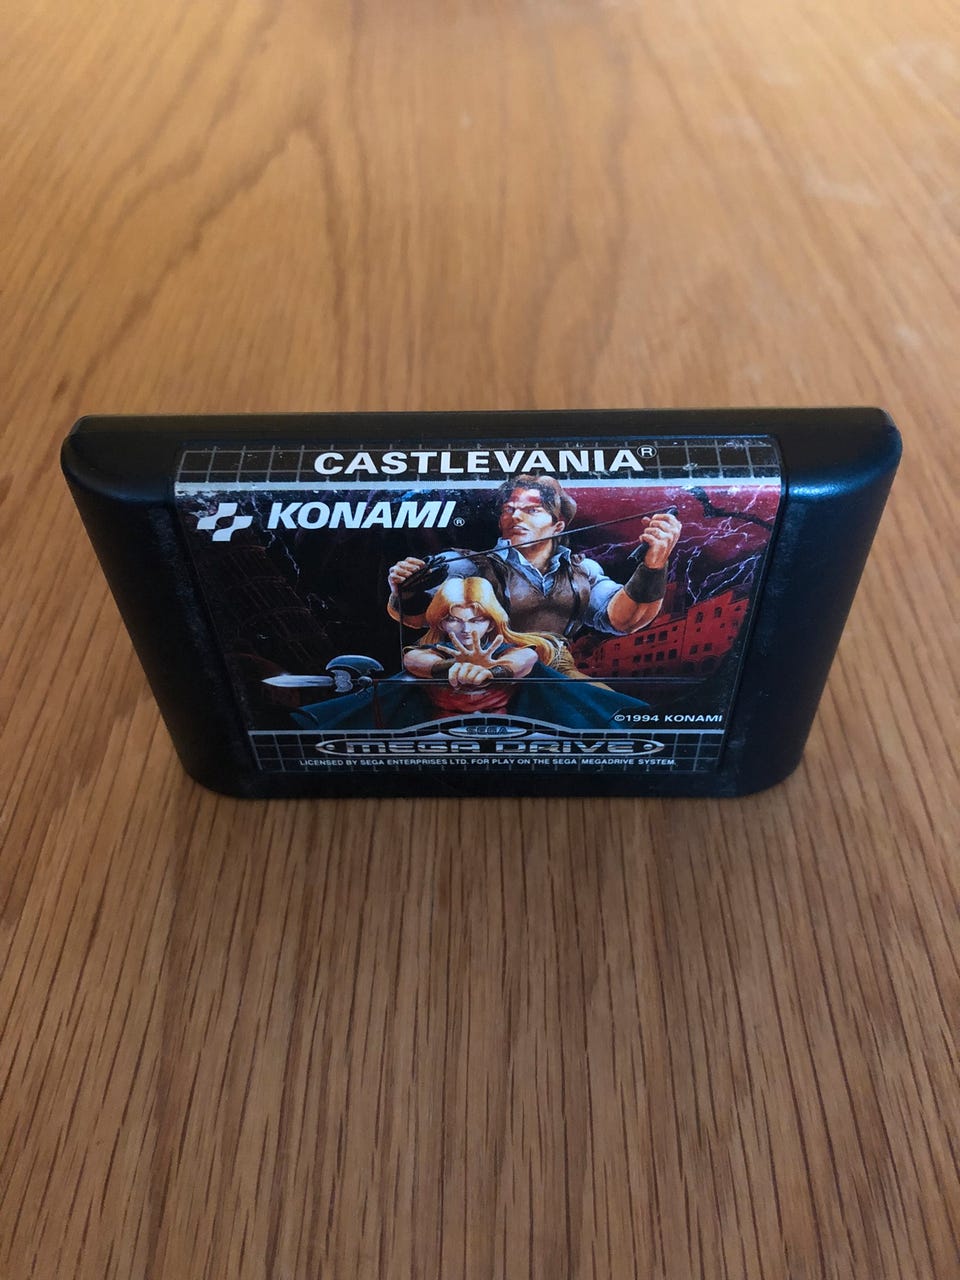 CASTLEVANIA®
KONAMI®
©1994 KONAMI
SEGA
MEGA DRIVE
LICENSED BY SEGA ENTERPRISES LTD. FOR PLAY ON THE SEGA MEGADRIVE SYSTEM.